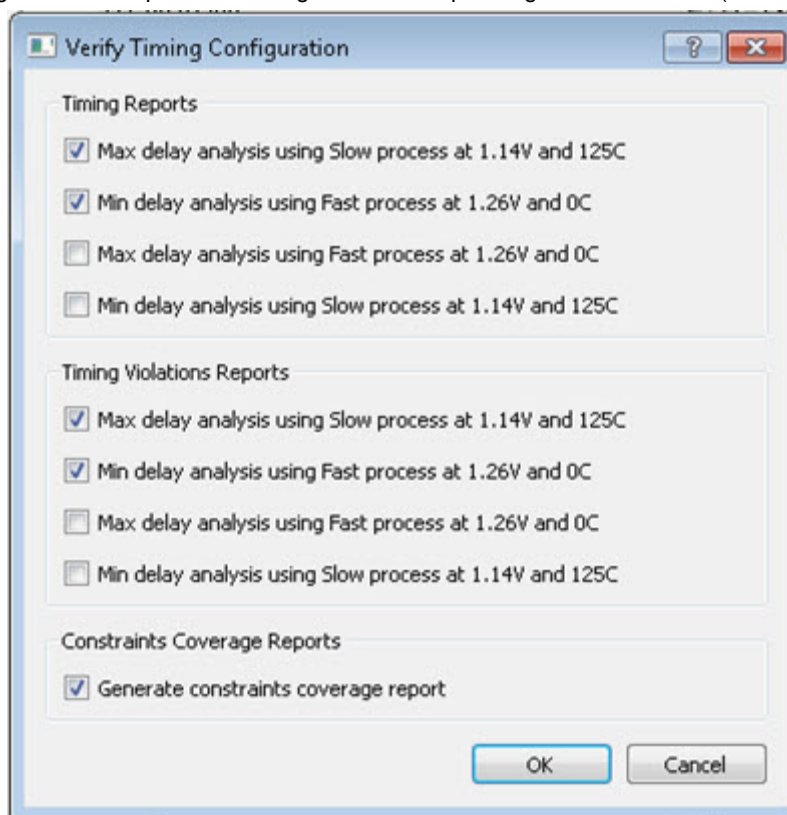 Verify Timing Configuration
Timing Reports
Max delay analysis using Slow process at 1.14V and 125C
Min delay analysis using Fast process at 1.26V and 0C
Max delay analysis using Fast process at 1.26V and 0C
Min delay analysis using Slow process at 1.14V and 125C
Timing Violations Reports
Max delay analysis using Slow process at 1.14V and 125C
Min delay analysis using Fast process at 1.26V and 0C
Max delay analysis using Fast process at 1.26V and 0C
Min delay analysis using Slow process at 1.14V and 125C
Constraints Coverage Reports
Generate constraints coverage report
OK Cancel